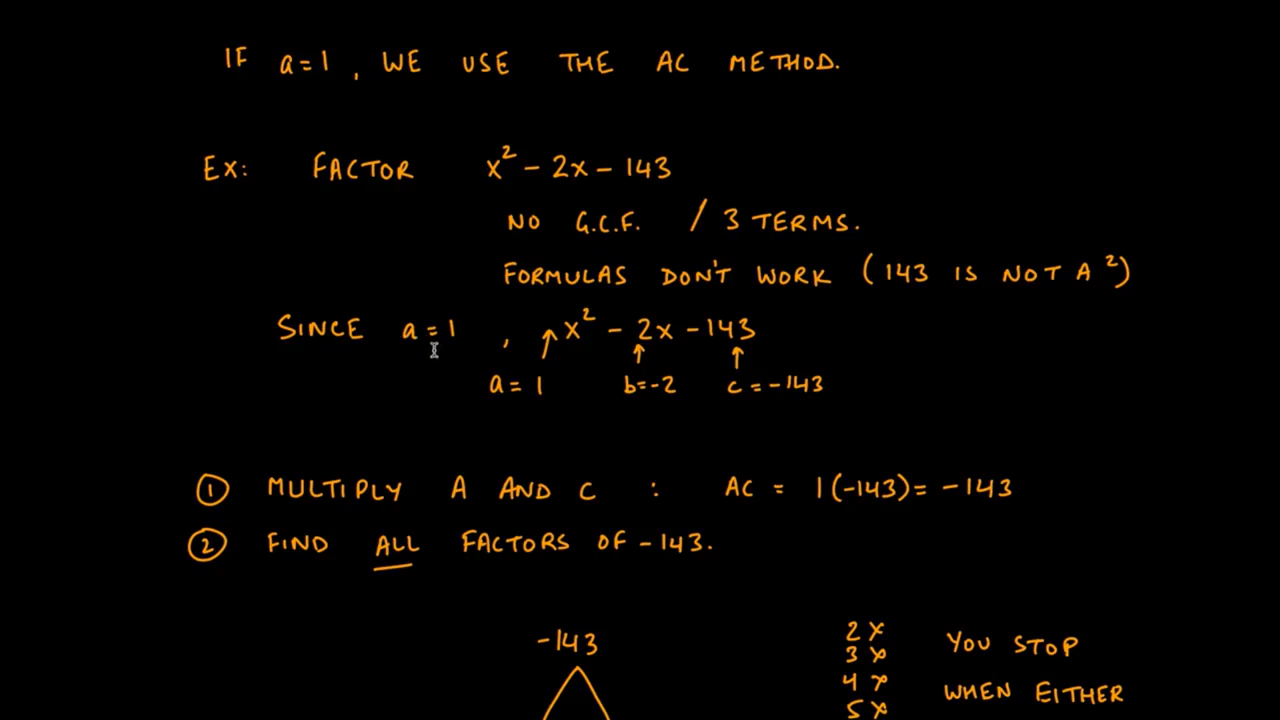 IF a=1, WE USE THE AC METHOD.
Ex: FACTOR x² - 2x - 143
NO G.C.F. / 3 TERMS.
FORMULAS DON'T WORK (143 IS NOT A ²)
SINCE a=1, x² - 2x - 143
a = 1 b=-2 c=-143
① MULTIPLY A AND C : AC = 1(-143)= -143
② FIND ALL FACTORS OF -143.
-143
2 x YOU STOP
3 x
4 x WHEN EITHER
5 x